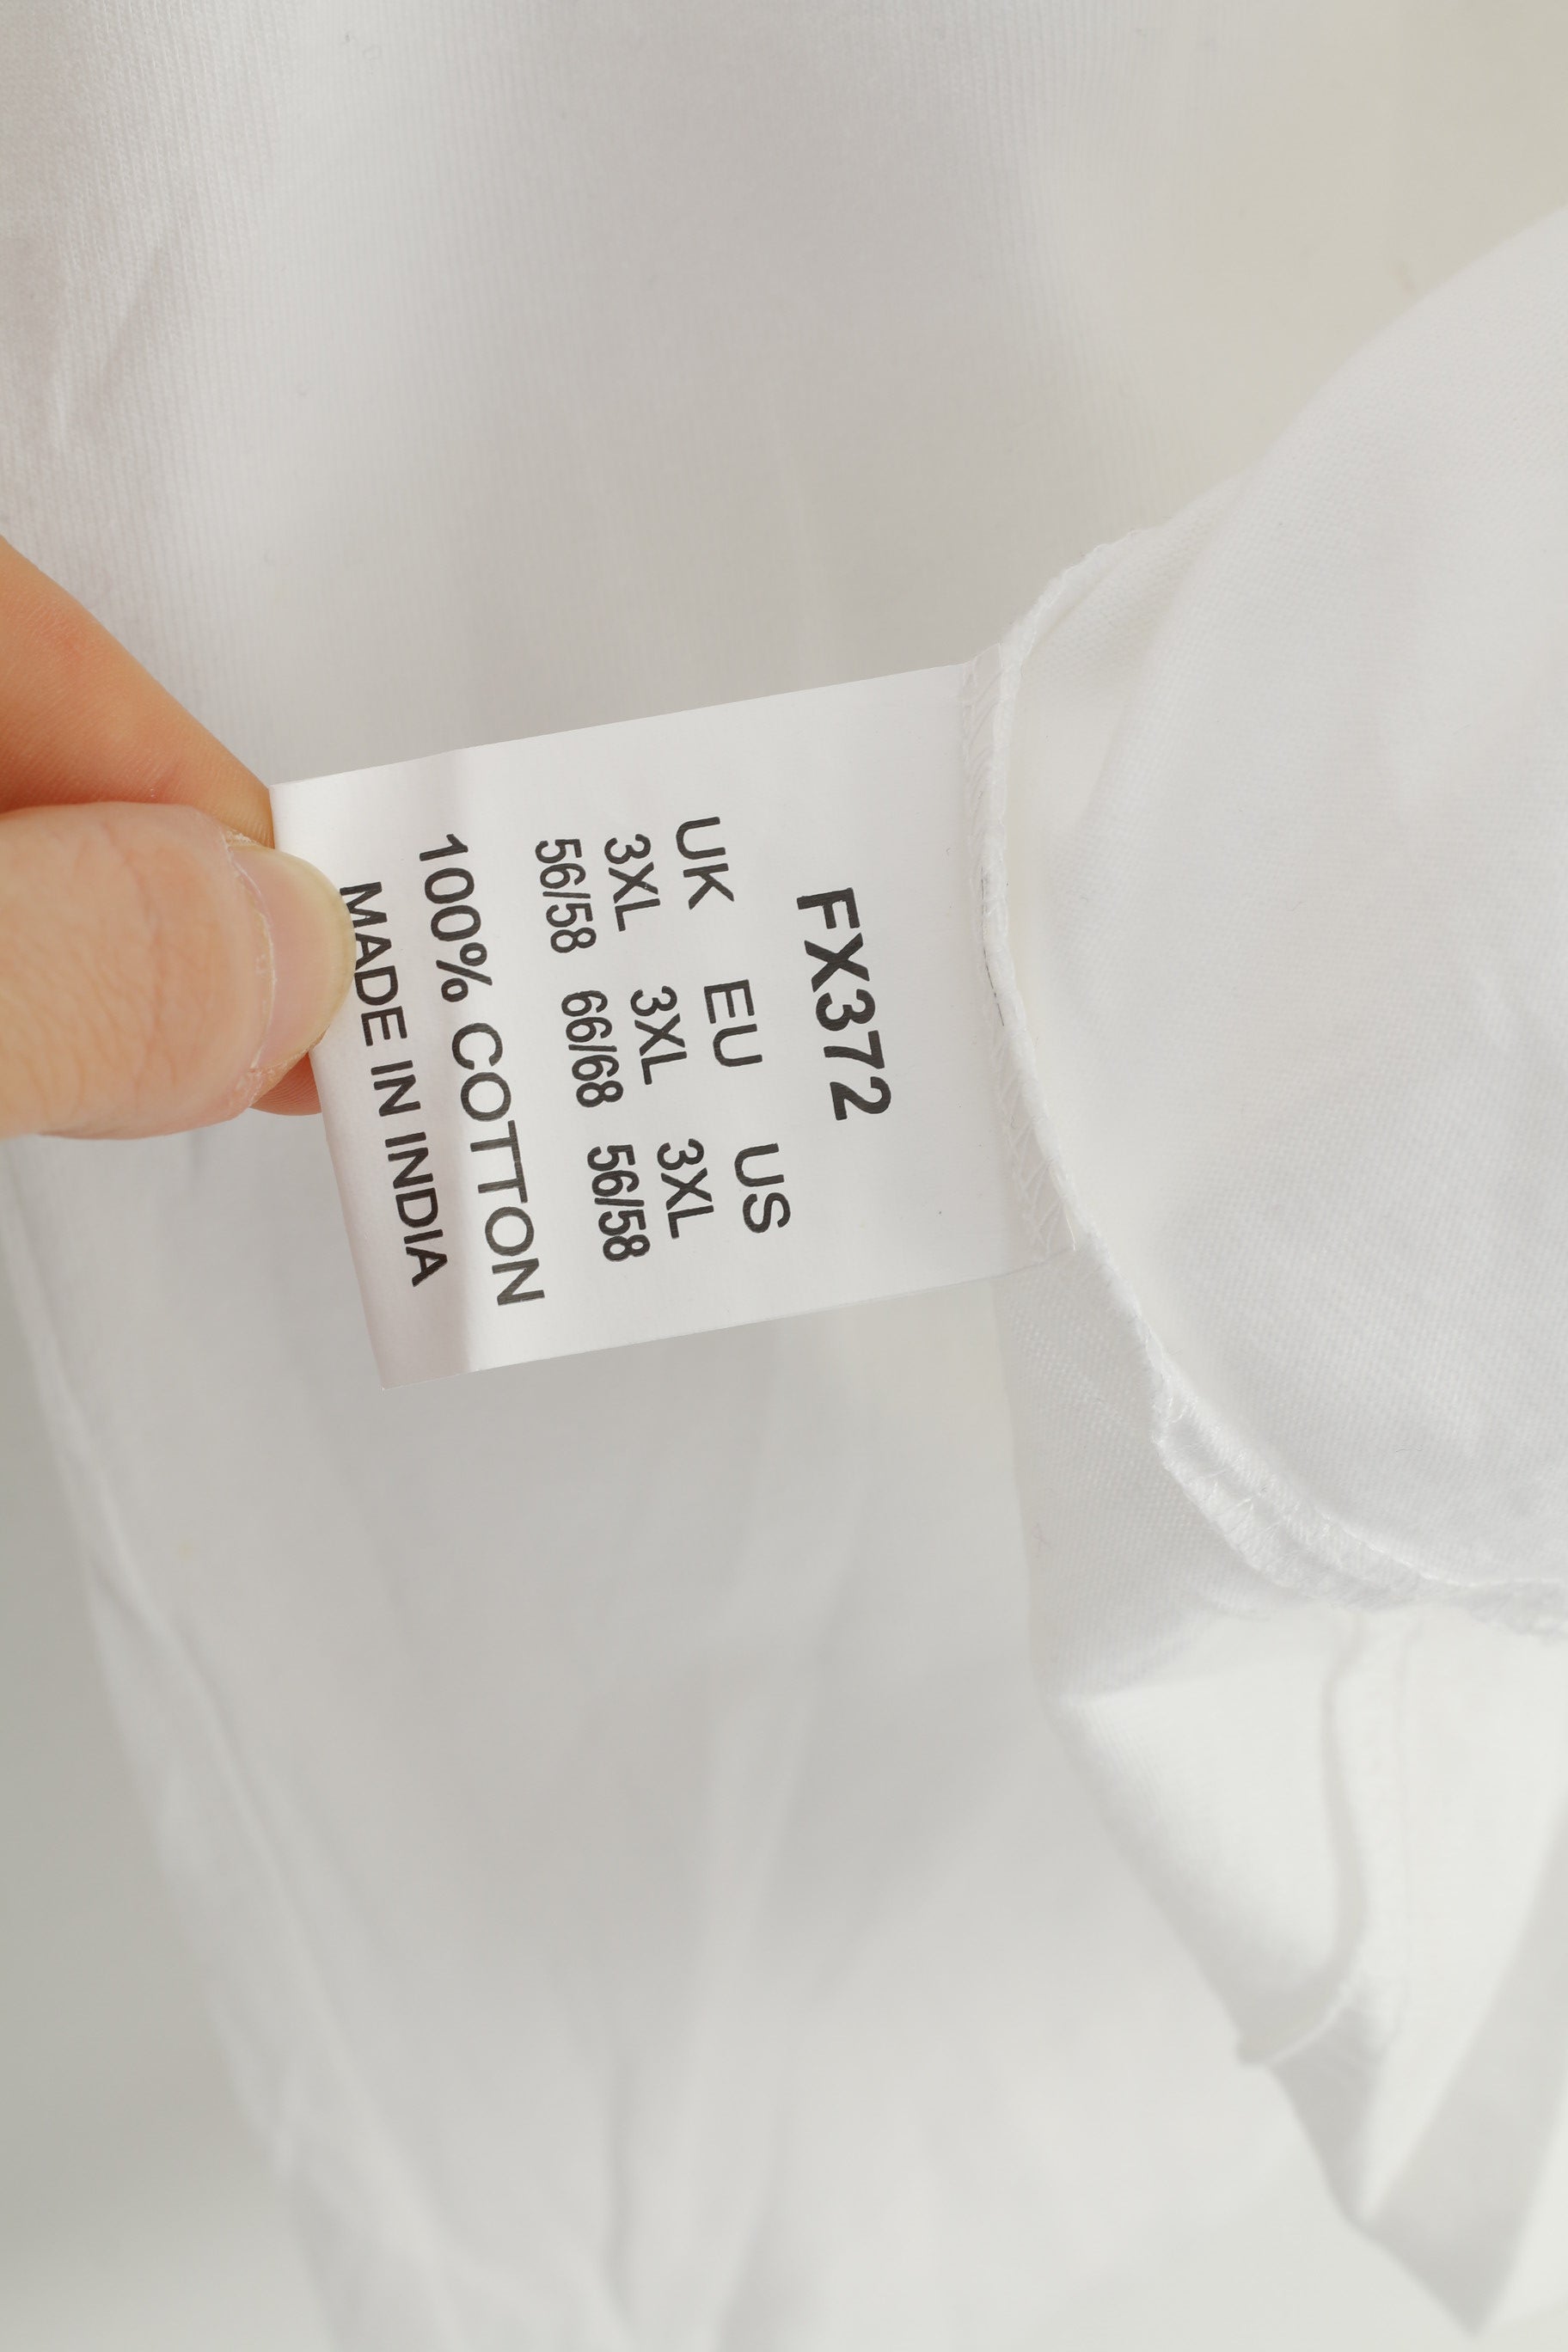 FX372
UK EU US
3XL 3XL 3XL
56/58 66/68 56/58
100% COTTON
MADE IN INDIA